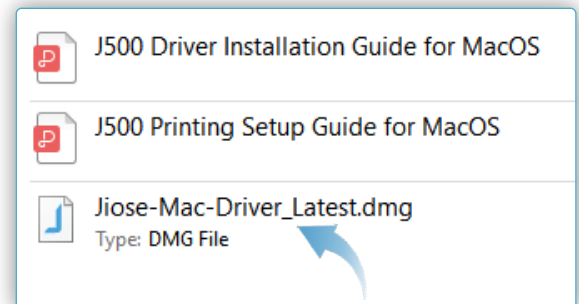 J500 Driver Installation Guide for MacOS
J500 Printing Setup Guide for MacOS
Jiose-Mac-Driver_Latest.dmg
Type: DMG File